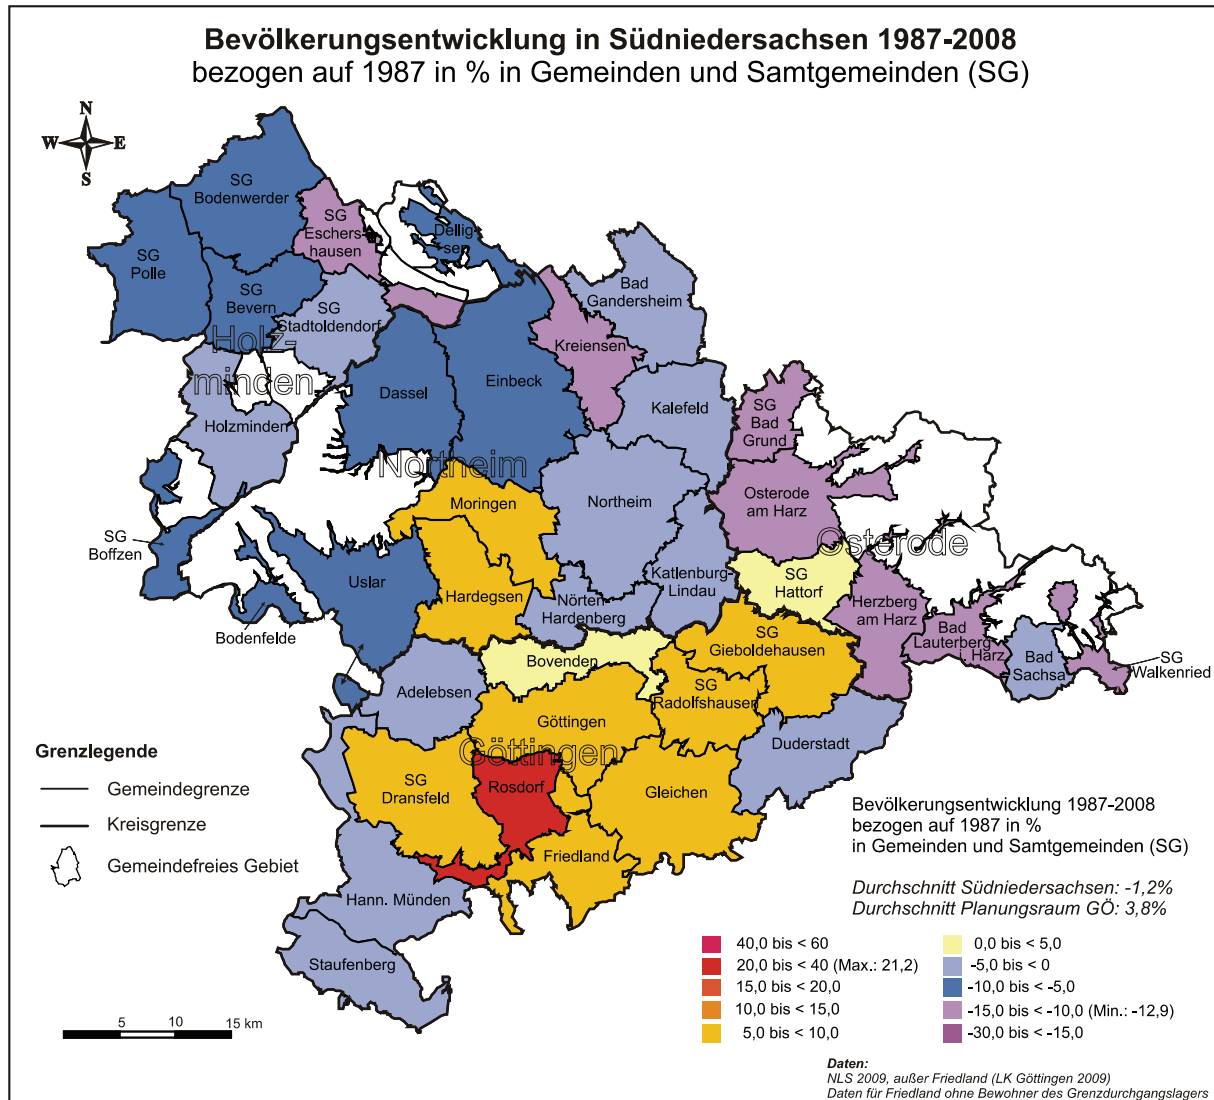 Bevölkerungsentwicklung in Südniedersachsen 1987-2008
bezogen auf 1987 in % in Gemeinden und Samtgemeinden (SG)
N
W
E
S
SG
Bodenwerder
SG
Polle
SG
Eschers-
hausen
Dellig-
sen
SG
Bevern
SG
Stadtoldendorf
Bad
Gandersheim
Kreiensen
Holz-
minden
Holzminden
Dassel
Einbeck
Kalefeld
SG
Bad
Grund
Northeim
Moringen
Northeim
Osterode
am Harz
Osterode
SG
Boffzen
Uslar
Hardegsen
Nörten-
Hardenberg
Katlenburg-
Lindau
SG
Hattorf
Herzberg
am Harz
Bodenfelde
Bad
Lauterberg
i. Harz
Bad
Sachsa
SG
Walkenried
Bovenden
SG
Gieboldehausen
Adelebsen
SG
Radolfshausen
Göttingen
Göttingen
Duderstadt
SG
Dransfeld
Rosdorf
Gleichen
Friedland
Hann. Münden
Staufenberg
Grenzlegende
Gemeindegrenze
Kreisgrenze
Gemeindefreies Gebiet
5 10 15 km
Bevölkerungsentwicklung 1987-2008
bezogen auf 1987 in %
in Gemeinden und Samtgemeinden (SG)
Durchschnitt Südniedersachsen: -1,2%
Durchschnitt Planungsraum GÖ: 3,8%
40,0 bis < 60
20,0 bis < 40 (Max.: 21,2)
15,0 bis < 20,0
10,0 bis < 15,0
5,0 bis < 10,0
0,0 bis < 5,0
-5,0 bis < 0
-10,0 bis < -5,0
-15,0 bis < -10,0 (Min.: -12,9)
-30,0 bis < -15,0
Daten:
NLS 2009, außer Friedland (LK Göttingen 2009)
Daten für Friedland ohne Bewohner des Grenzdurchgangslagers